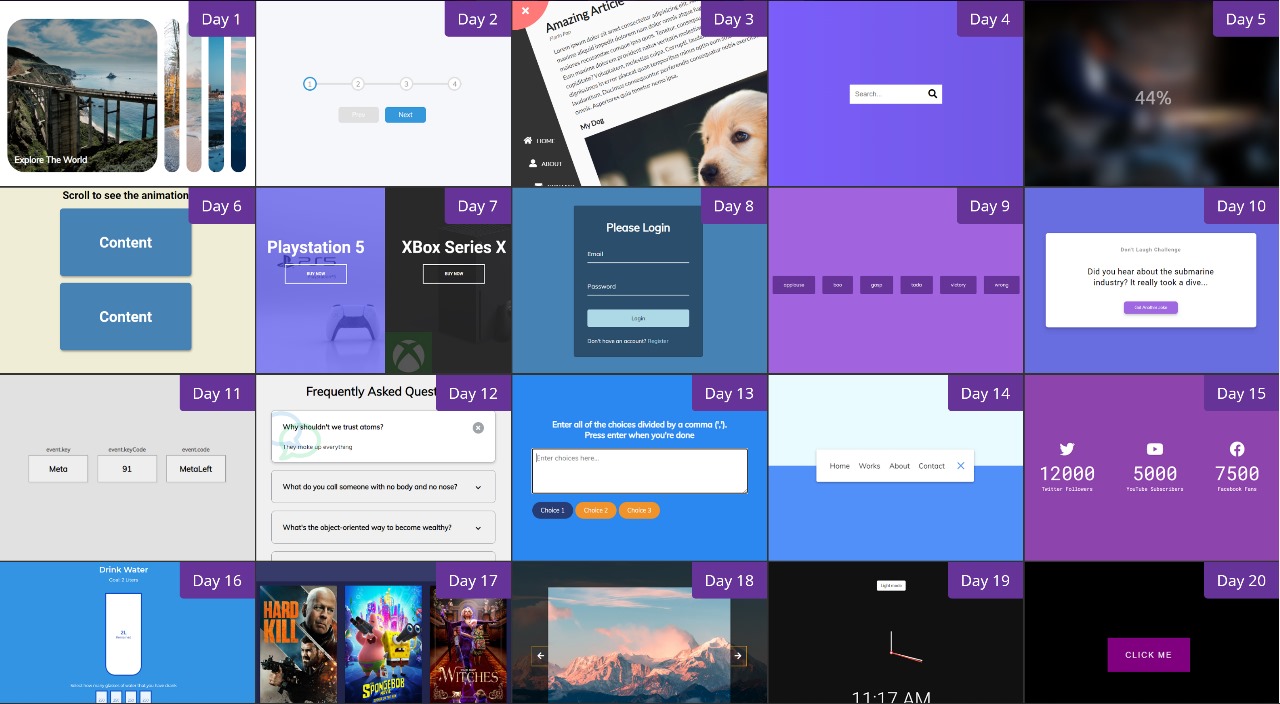 Day 1
Explore The World
Day 2
1
2
3
4
Prev
Next
Day 3
Amazing Article
Lorem ipsum dolor sit amet consectetur adipisicing elit.
My Dog
HOME
ABOUT
Day 4
Search...
Day 5
44%
Day 6
Scroll to see the animation
Content
Content
Day 7
Playstation 5
BUY NOW
XBox Series X
BUY NOW
Day 8
Please Login
Email
Password
Login
Don't have an account? Register
Day 9
applause
boo
gasp
tada
victory
wrong
Day 10
Don't Laugh Challenge
Did you hear about the submarine
industry? It really took a dive...
Get Another Joke
Day 11
event.key
Meta
event.keyCode
91
event.code
MetaLeft
Day 12
Frequently Asked Quest
Why shouldn't we trust atoms?
They make up everything
What do you call someone with no body and no nose?
What's the object-oriented way to become wealthy?
Day 13
Enter all of the choices divided by a comma (',').
Press enter when you're done
Enter choices here...
Choice 1
Choice 2
Choice 3
Day 14
Home
Works
About
Contact
Day 15
12000
Twitter Followers
5000
YouTube Subscribers
7500
Facebook Fans
Day 16
Drink Water
Goal: 2 Liters
2L
Remained
Select how many glasses of water that you have drank
Day 17
HARD
KILL
THE
SPONGEBOB
MOVIE
WITCHES
Day 18
Day 19
Light mode
11:17 AM
Day 20
CLICK ME